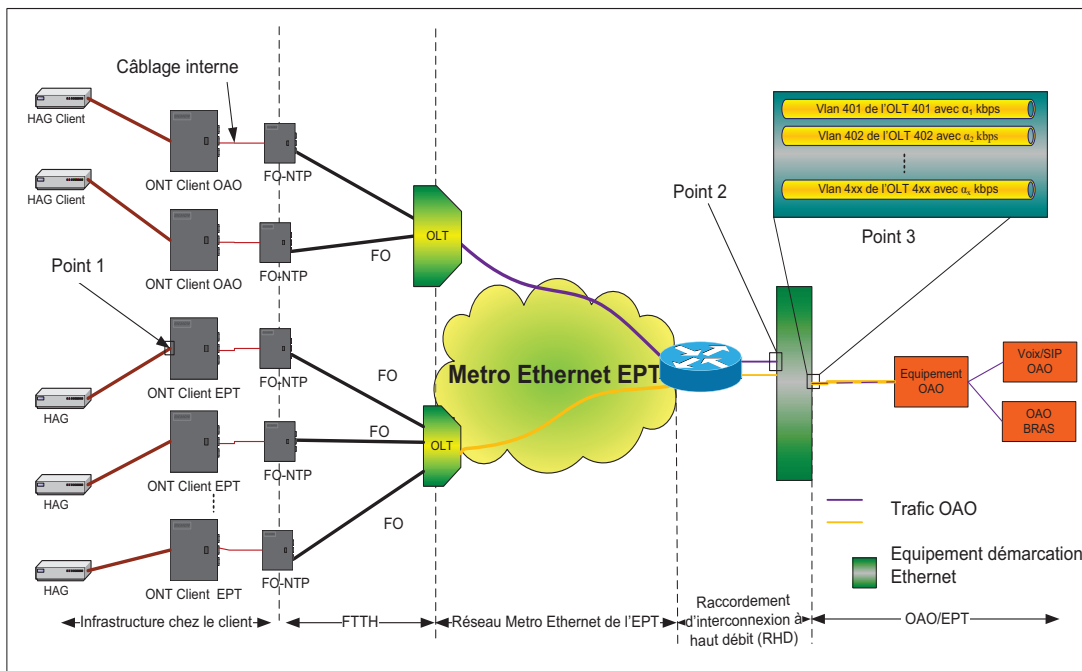 Câblage interne
HAG Client
ONT Client OAO
FO-NTP
HAG Client
ONT Client OAO
FO-NTP
FO
OLT
Point 1
HAG
ONT Client EPT
FO-NTP
FO
HAG
ONT Client EPT
FO-NTP
FO
OLT
HAG
ONT Client EPT
FO-NTP
FO
Metro Ethernet EPT
Point 2
Vlan 401 de l'OLT 401 avec α₁ kbps
Vlan 402 de l'OLT 402 avec α₂ kbps
Vlan 4xx de l'OLT 4xx avec αₓ kbps
Point 3
Equipement
OAO
Voix/SIP
OAO
OAO
BRAS
Trafic OAO
Equipement démarcation
Ethernet
Infrastructure chez le client
FTTH
Réseau Metro Ethernet de l'EPT
Raccordement
d'interconnexion à
haut débit (RHD)
OAO/EPT